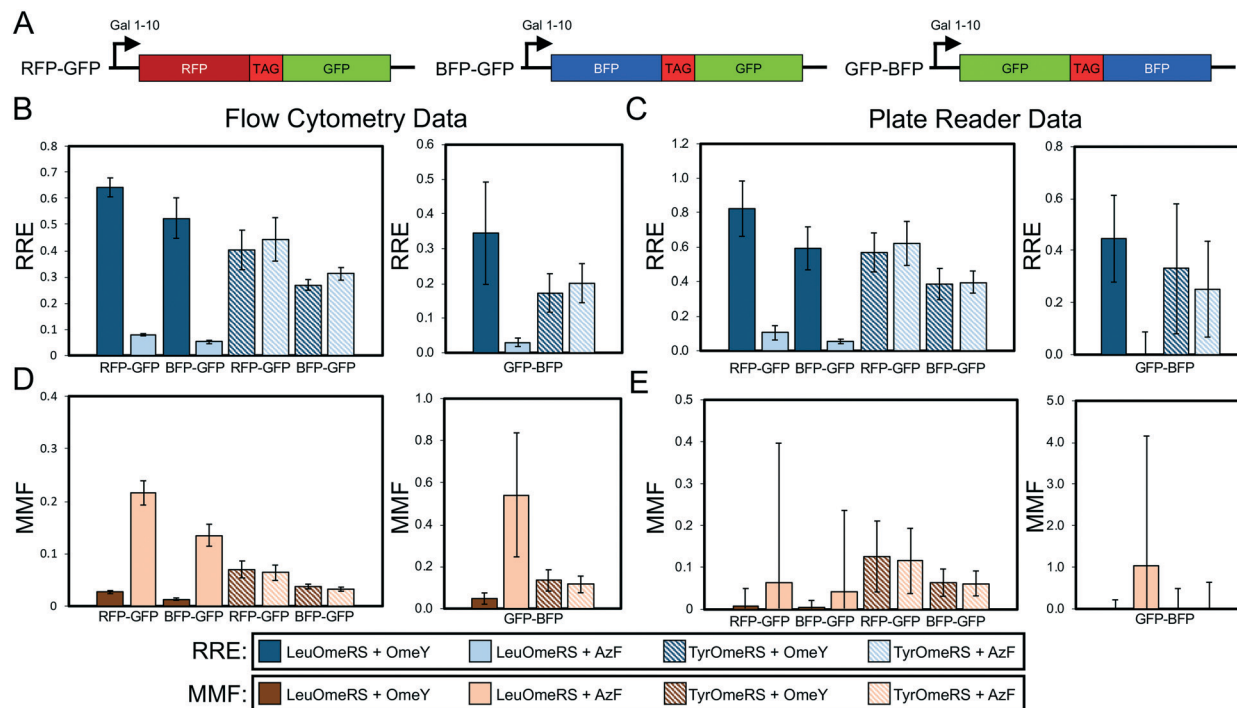 A
Gal 1-10
Gal 1-10
Gal 1-10
RFP-GFP
RFP
TAG
GFP
BFP-GFP
BFP
TAG
GFP
GFP-BFP
GFP
TAG
BFP
B
Flow Cytometry Data
RRE
0.8
0.7
0.6
0.5
0.4
0.3
0.2
0.1
0
RFP-GFP BFP-GFP RFP-GFP BFP-GFP
RRE
0.6
0.5
0.4
0.3
0.2
0.1
0.0
GFP-BFP
C
Plate Reader Data
RRE
1.2
1.0
0.8
0.6
0.4
0.2
0.0
RFP-GFP BFP-GFP RFP-GFP BFP-GFP
RRE
0.8
0.6
0.4
0.2
0.0
GFP-BFP
D
MMF
0.4
0.3
0.2
0.1
0
RFP-GFP BFP-GFP RFP-GFP BFP-GFP
MMF
1.0
0.8
0.6
0.4
0.2
0.0
GFP-BFP
E
MMF
0.5
0.4
0.3
0.2
0.1
0
RFP-GFP BFP-GFP RFP-GFP BFP-GFP
MMF
5.0
4.0
3.0
2.0
1.0
0.0
GFP-BFP
RRE: LeuOmeRS + OmeY LeuOmeRS + AzF TyrOmeRS + OmeY TyrOmeRS + AzF
MMF: LeuOmeRS + OmeY LeuOmeRS + AzF TyrOmeRS + OmeY TyrOmeRS + AzF